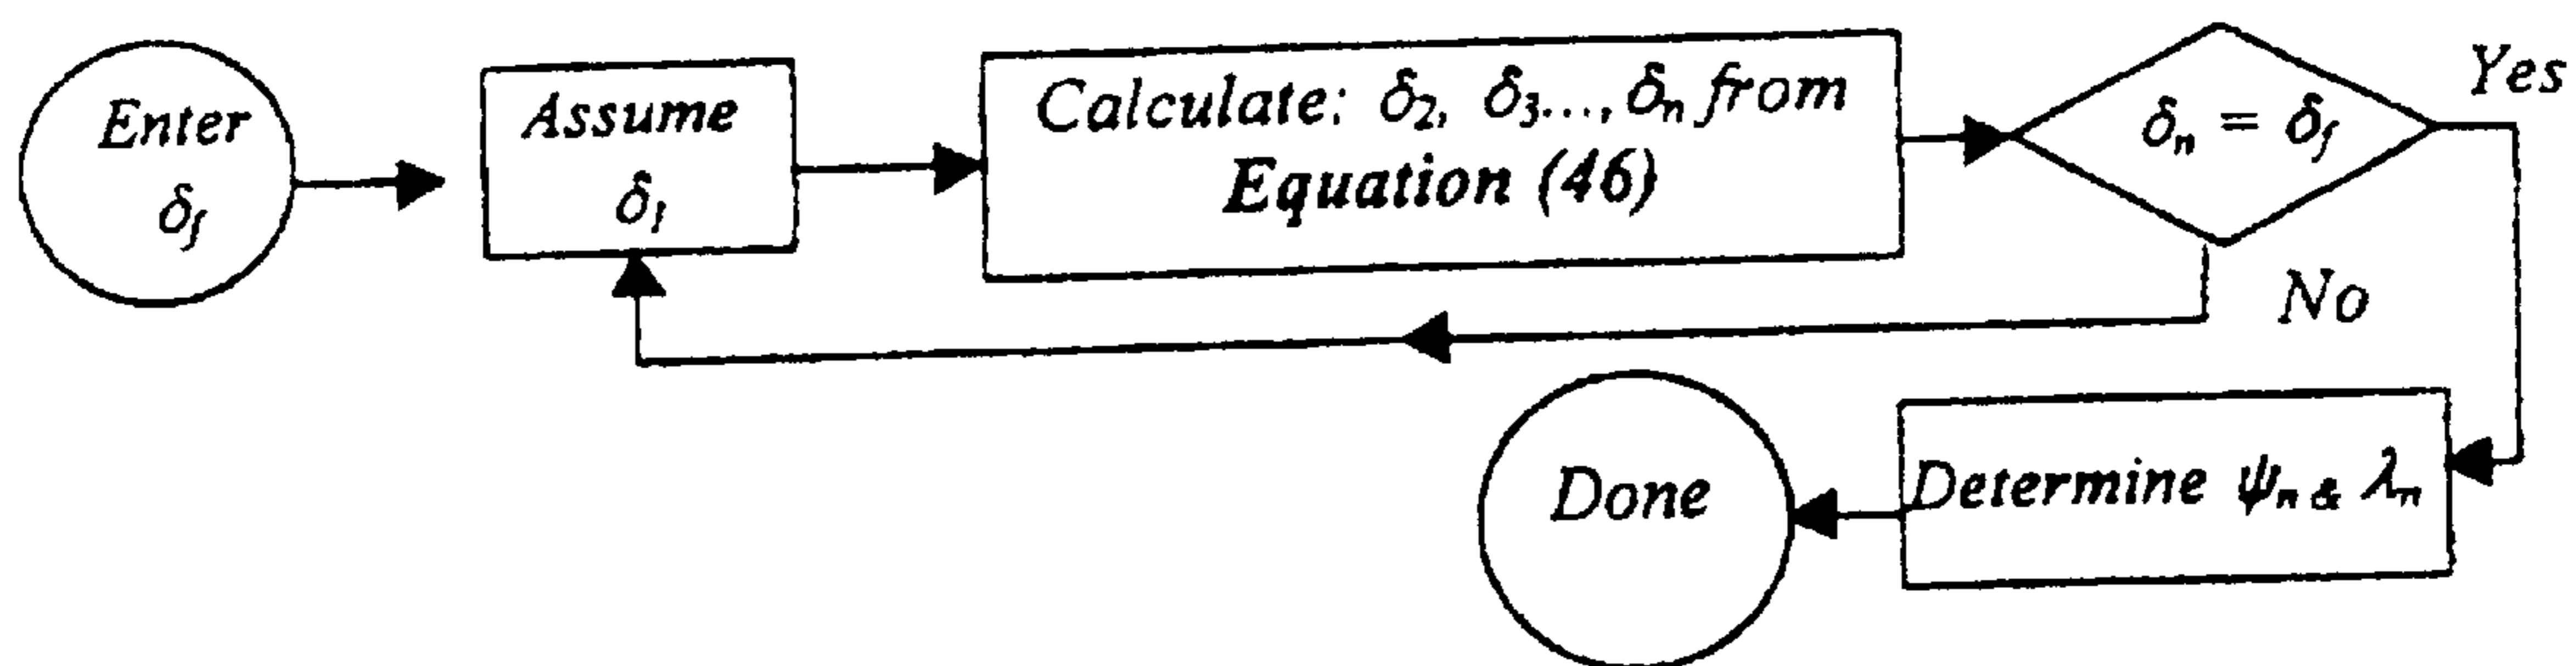 Enter
δf
Assume
δ1
Calculate: δ2, δ3..., δn from
Equation (46)
δn = δf
Yes
No
Determine ψn & λn
Done